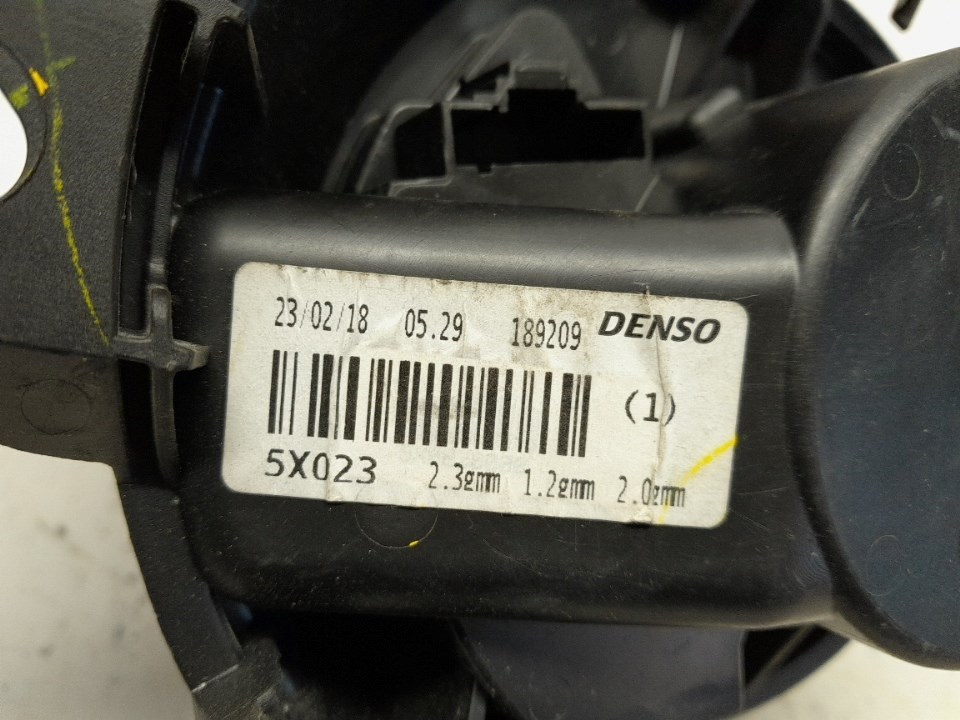 23/02/18 05.29 189209 DENSO
(1)
5X023 2.3gmm 1.2gmm 2.0gmm